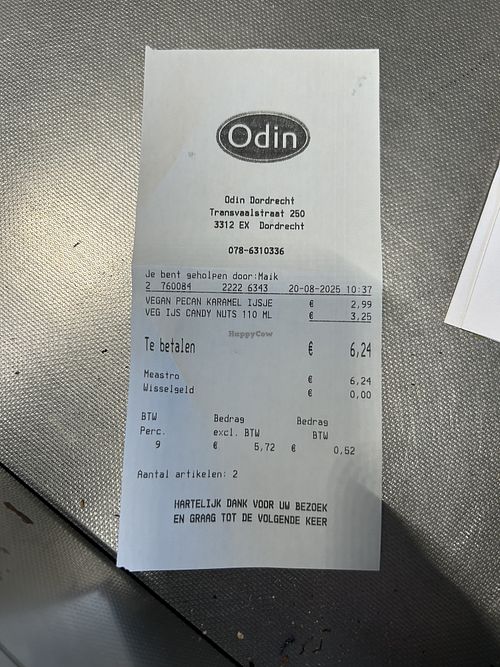 Odin
Odin Dordrecht
Transvaalstraat 250
3312 EX Dordrecht
078-6310336
Je bent geholpen door:Maik
2 760084 2222 6343 20-08-2025 10:37
VEGAN PECAN KARAMEL IJSJE € 2,99
VEG IJS CANDY NUTS 110 ML € 3,25
HappyCow
Te betalen € 6,24
Meastro € 6,24
Wisselgeld € 0,00
BTW Bedrag Bedrag
Perc. excl. BTW BTW
9 € 5,72 € 0,52
Aantal artikelen: 2
HARTELIJK DANK VOOR UW BEZOEK
EN GRAAG TOT DE VOLGENDE KEER